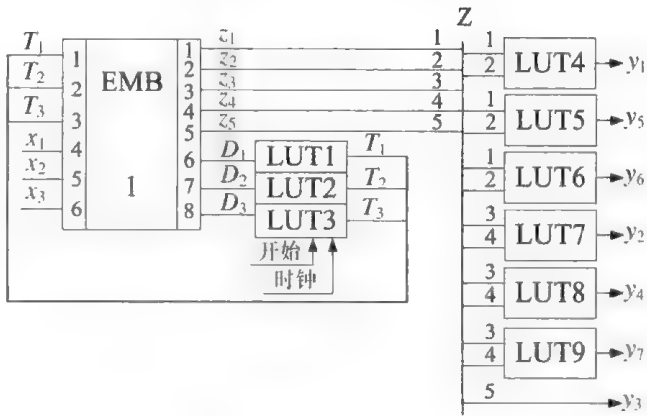 Z
T₁ 1 EMB 1 z₁ 1 1 LUT4 y₁
T₂ 2 2 z₂ 2 2
T₃ 3 3 z₃ 3
x₁ 4 4 z₄ 4 1 LUT5 y₅
x₂ 5 1 5 z₅ 5 2
x₃ 6 6 D₁ LUT1 T₁
7 D₂ LUT2 T₂ 1 LUT6 y₆
8 D₃ LUT3 T₃ 2
开始
时钟
3 LUT7 y₂
4
3 LUT8 y₄
4
3 LUT9 y₇
4
5 y₃